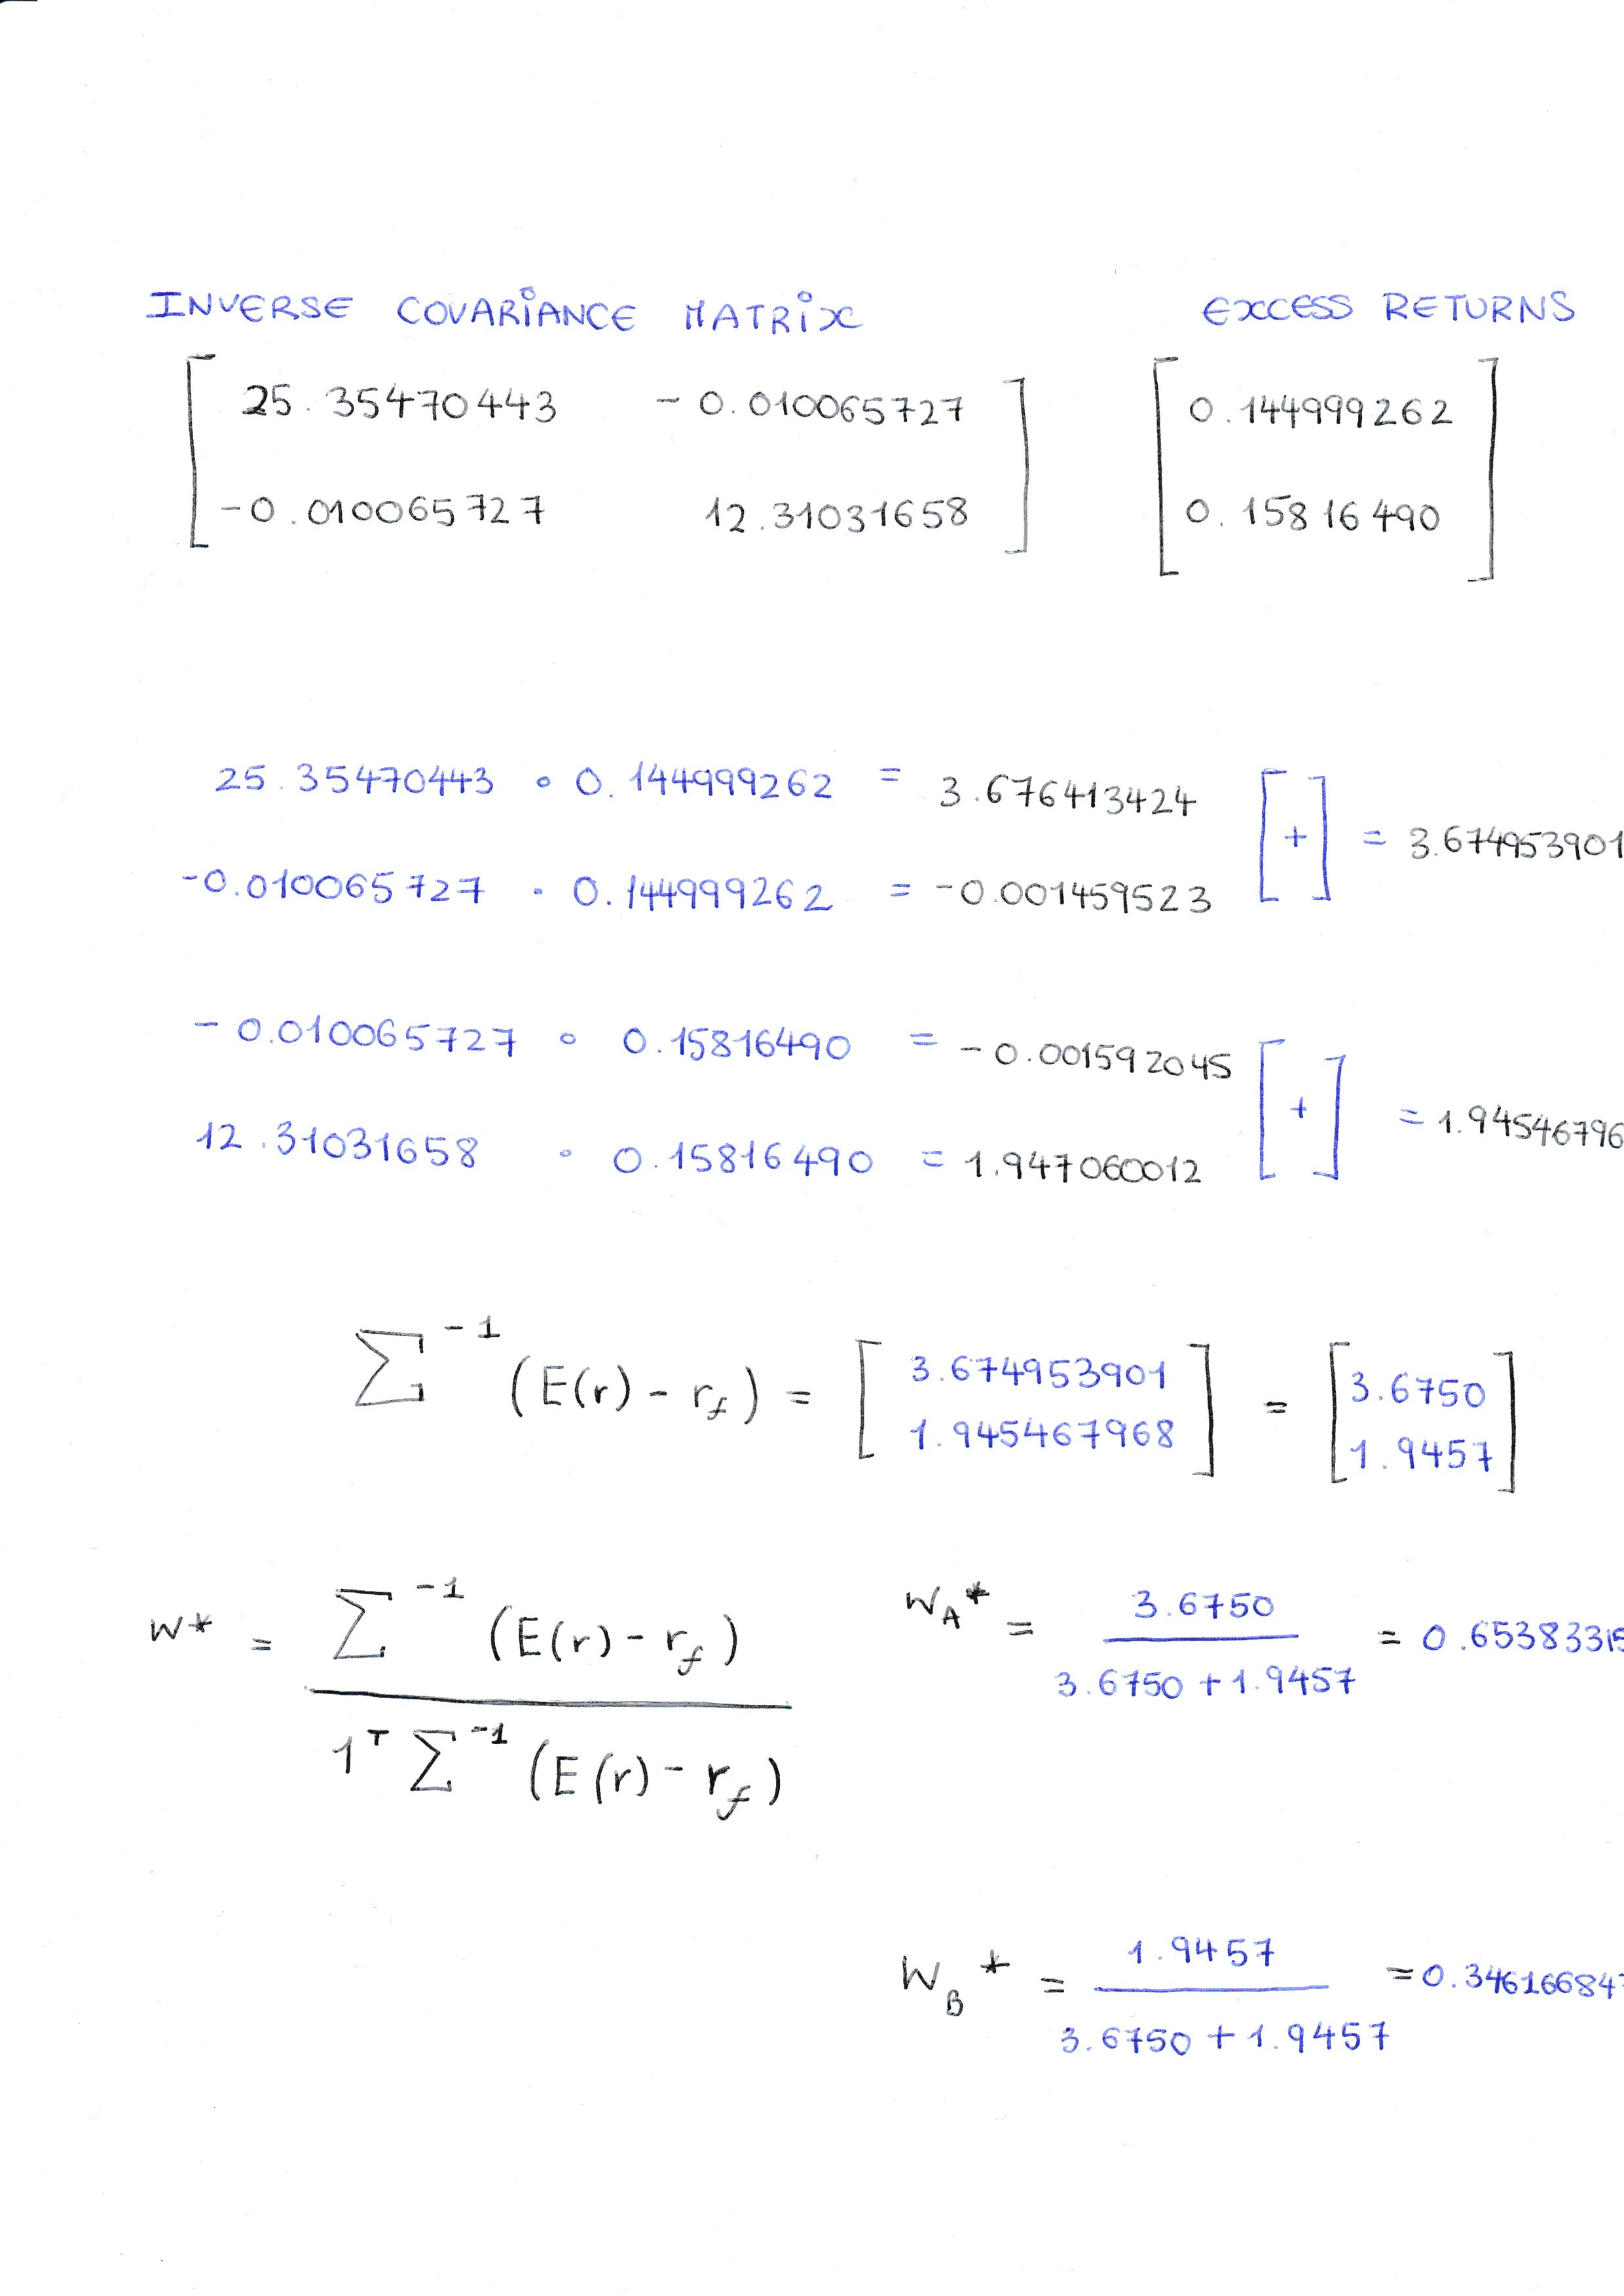 INVERSE COVARIANCE MATRIX EXCESS RETURNS
[ 25.35470443 -0.010065727 ] [ 0.144999262 ]
[ -0.010065727 12.31031658 ] [ 0.15816490 ]
25.35470443 • 0.144999262 = 3.676413424
[+] = 3.674953901
-0.010065727 • 0.144999262 = -0.001459523
-0.010065727 • 0.15816490 = -0.001592045
[+] = 1.94546796
12.31031658 • 0.15816490 = 1.947060012
Σ⁻¹ (E(r) - r_f) = [ 3.674953901 1.945467968 ] = [ 3.6750 1.9457 ]
w* = Σ⁻¹ (E(r) - r_f) / 1ᵀ Σ⁻¹ (E(r) - r_f)
W_A* = 3.6750 / 3.6750 + 1.9457 = 0.65383315
W_B* = 1.9457 / 3.6750 + 1.9457 = 0.346166847